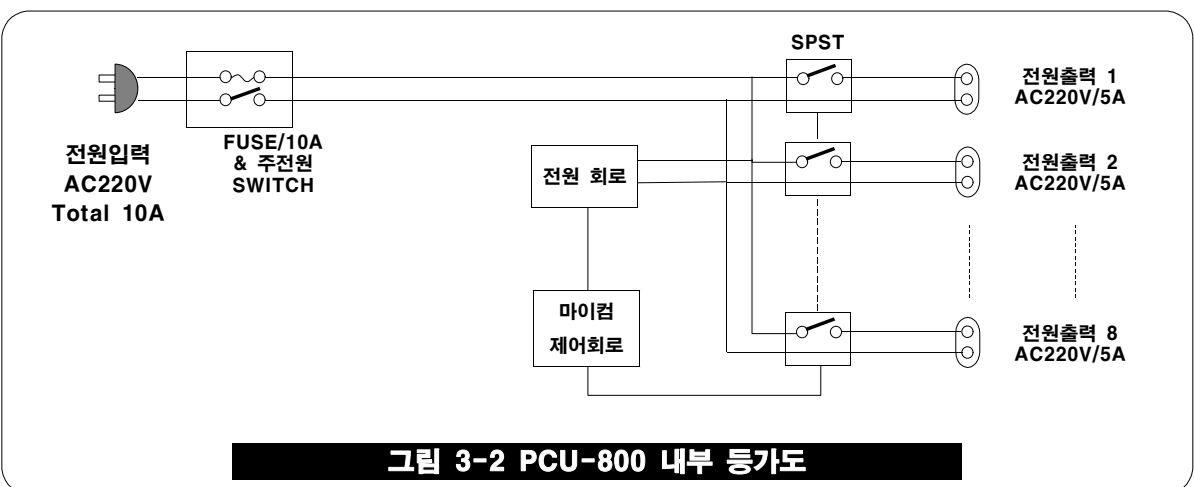 SPST
전원출력 1
AC220V/5A
전원입력
AC220V
Total 10A
FUSE/10A
& 주전원
SWITCH
전원 회로
전원출력 2
AC220V/5A
마이컴
제어회로
전원출력 8
AC220V/5A
그림 3-2 PCU-800 내부 등가도